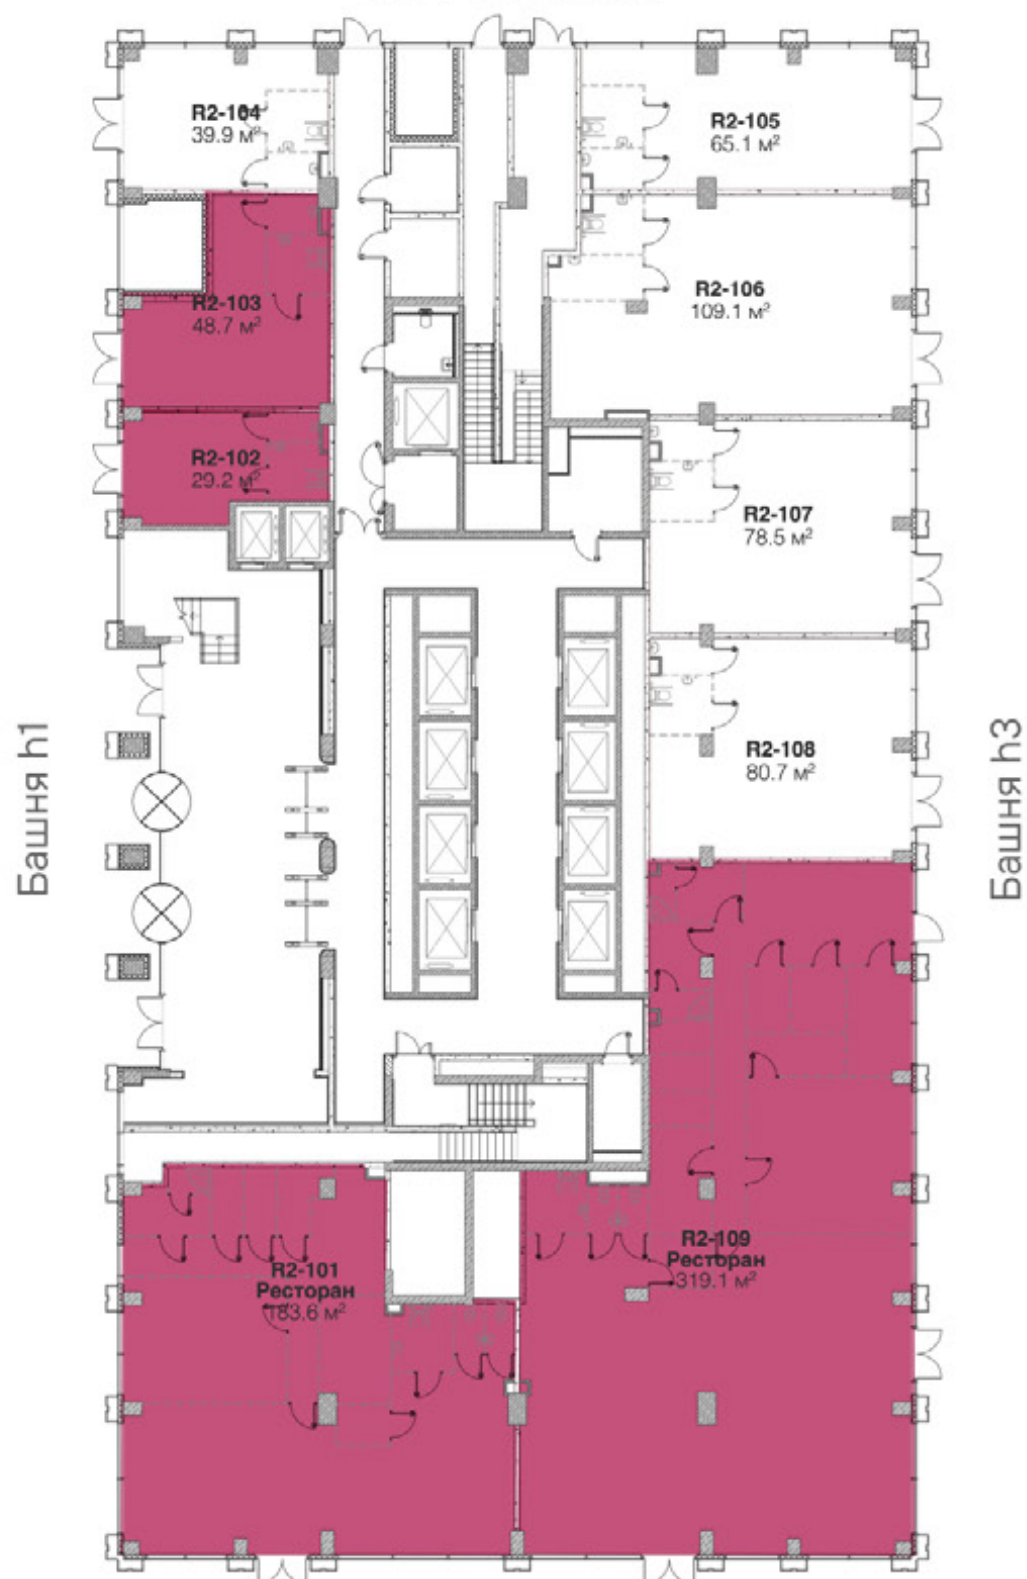 R2-104
39.9 м²
R2-105
65.1 м²
R2-103
48.7 м²
R2-106
109.1 м²
R2-102
29.2 м²
R2-107
78.5 м²
R2-108
80.7 м²
Башня h1
Башня h3
R2-101
Ресторан
183.6 м²
R2-109
Ресторан
319.1 м²